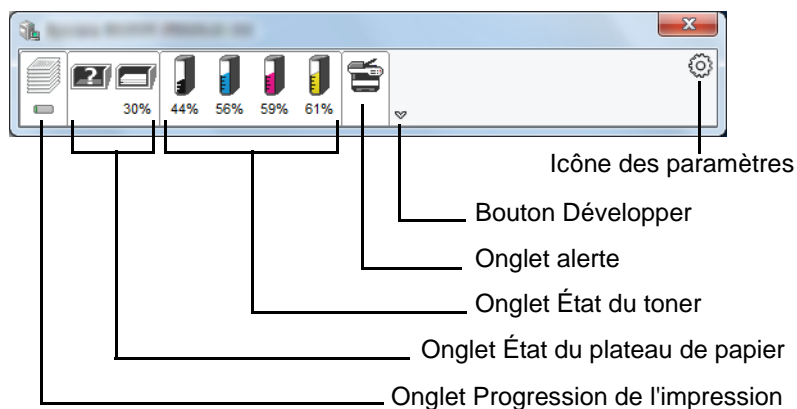 30% 44% 56% 59% 61%
Icône des paramètres
Bouton Développer
Onglet alerte
Onglet État du toner
Onglet État du plateau de papier
Onglet Progression de l'impression